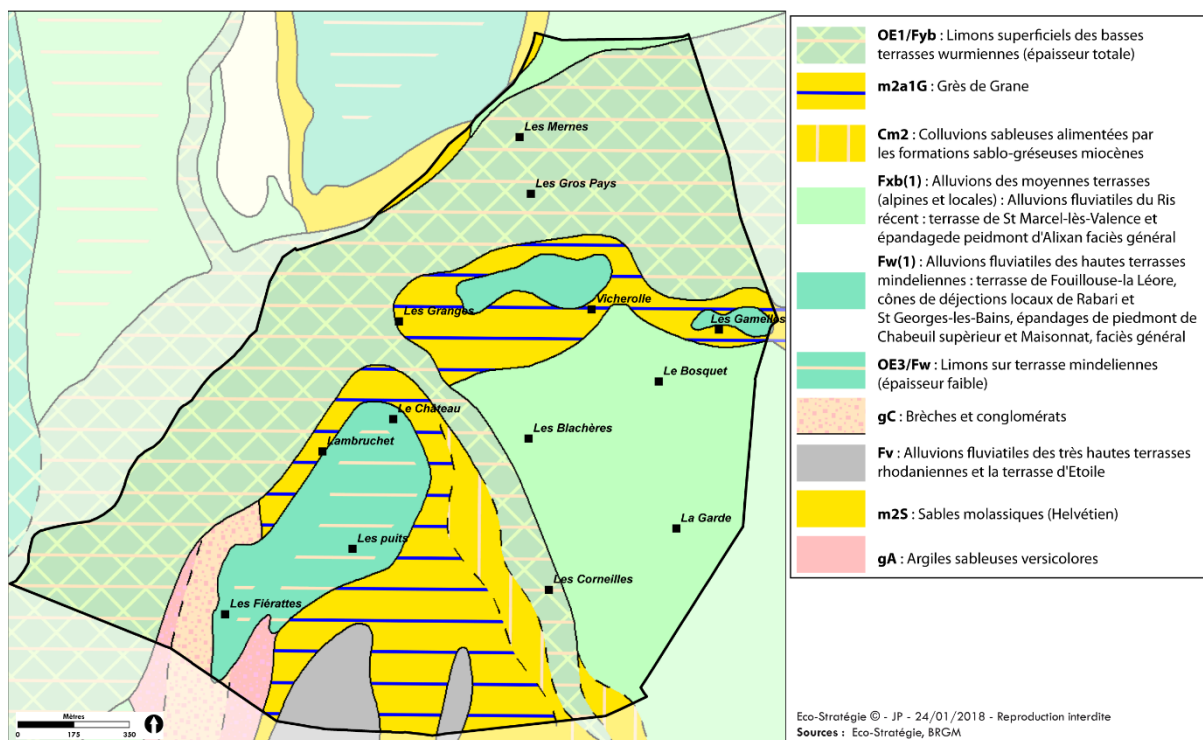 Les Mernes
Les Gros Pays
Vicherolle
Les Granges
Les Gamelles
Le Bosquet
Le Château
Les Blachères
Lambruchet
La Garde
Les puits
Les Corneilles
Les Fiérattes
Mètres
0 175 350
OE1/Fyb : Limons superficiels des basses
terrasses wurmiennes (épaisseur totale)
m2a1G : Grès de Grane
Cm2 : Colluvions sableuses alimentées par
les formations sablo-gréseuses miocènes
Fxb(1) : Alluvions des moyennes terrasses
(alpines et locales) : Alluvions fluviatiles du Ris
récent : terrasse de St Marcel-lès-Valence et
épandagede peidmont d'Alixan faciès général
Fw(1) : Alluvions fluviatiles des hautes terrasses
mindeliennes : terrasse de Fouillouse-la Léore,
cônes de déjections locaux de Rabari et
St Georges-les-Bains, épandages de piedmont de
Chabeuil supèrieur et Maisonnat, faciès général
OE3/Fw : Limons sur terrasse mindeliennes
(épaisseur faible)
gC : Brèches et conglomérats
Fv : Alluvions fluviatiles des très hautes terrasses
rhodaniennes et la terrasse d'Etoile
m2S : Sables molassiques (Helvétien)
gA : Argiles sableuses versicolores
Eco-Stratégie © - JP - 24/01/2018 - Reproduction interdite
Sources : Eco-Stratégie, BRGM